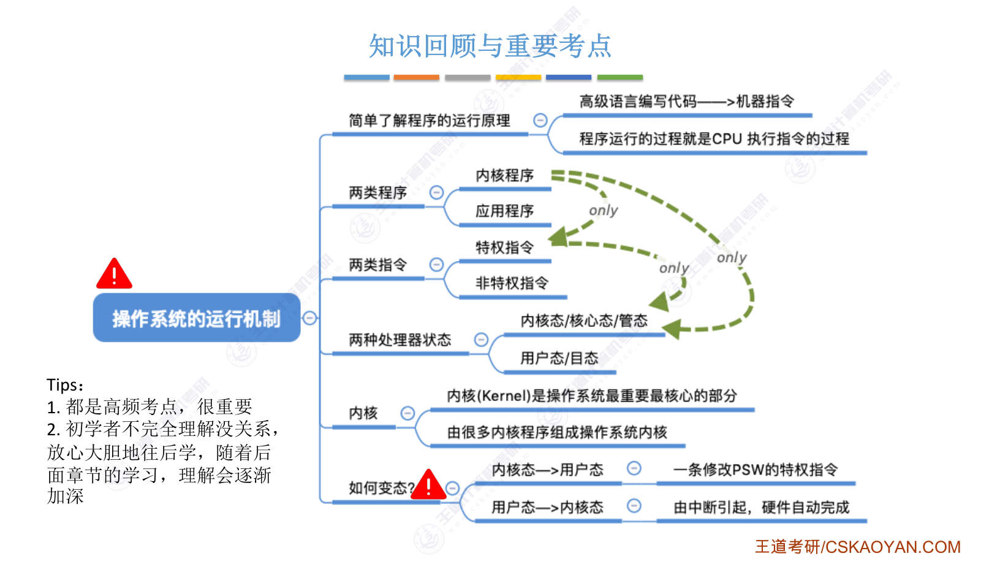 知识回顾与重要考点
高级语言编写代码——>机器指令
简单了解程序的运行原理
程序运行的过程就是CPU 执行指令的过程
内核程序
两类程序
应用程序
only
特权指令
两类指令
only
only
非特权指令
操作系统的运行机制
内核态/核心态/管态
两种处理器状态
用户态/目态
内核(Kernel)是操作系统最重要最核心的部分
内核
由很多内核程序组成操作系统内核
内核态—>用户态
一条修改PSW的特权指令
如何变态?
用户态—>内核态
由中断引起，硬件自动完成
Tips：
1. 都是高频考点，很重要
2. 初学者不完全理解没关系，
放心大胆地往后学，随着后
面章节的学习，理解会逐渐
加深
王道考研/CSKAOYAN.COM
王道计算机考研